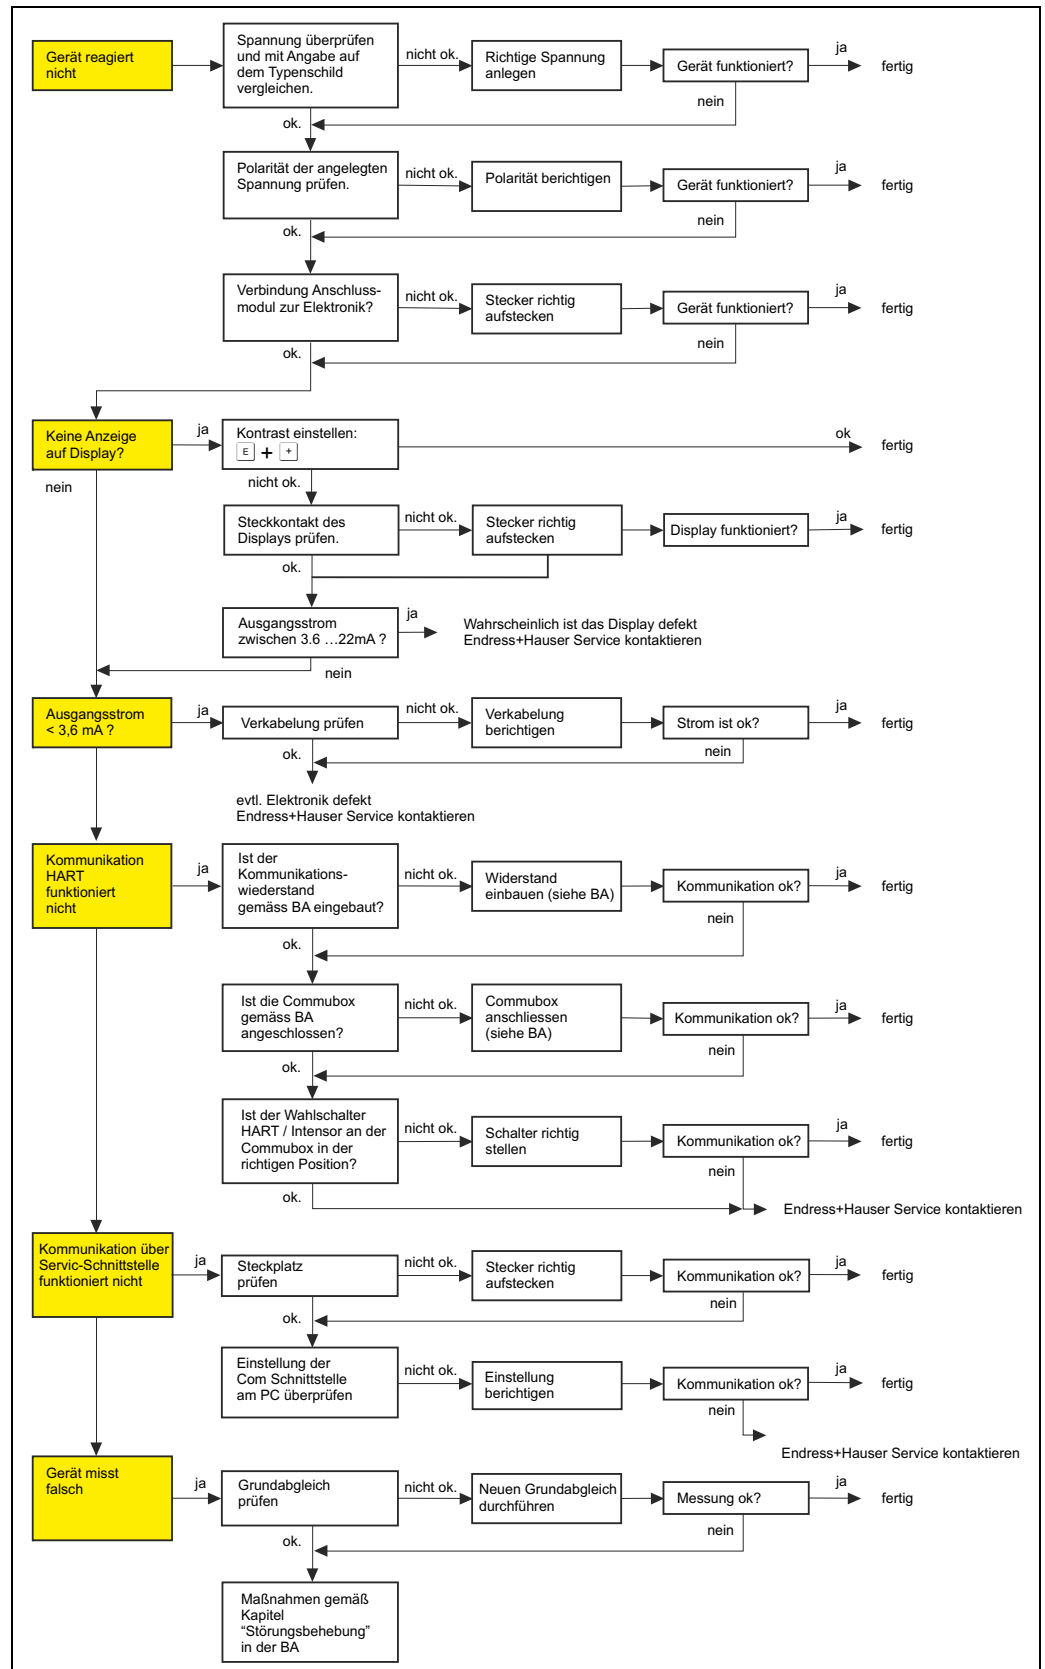 Gerät reagiert
nicht
Spannung überprüfen
und mit Angabe auf
dem Typenschild
vergleichen.
nicht ok.
Richtige Spannung
anlegen
Gerät funktioniert?
ja
fertig
nein
ok.
Polarität der angelegten
Spannung prüfen.
nicht ok.
Polarität berichtigen
Gerät funktioniert?
ja
fertig
nein
ok.
Verbindung Anschluss-
modul zur Elektronik?
nicht ok.
Stecker richtig
aufstecken
Gerät funktioniert?
ja
fertig
nein
ok.
Keine Anzeige
auf Display?
ja
Kontrast einstellen:
E + +
ok
fertig
nein
nicht ok.
Steckkontakt des
Displays prüfen.
nicht ok.
Stecker richtig
aufstecken
Display funktioniert?
ja
fertig
ok.
Ausgangsstrom
zwischen 3.6 ...22mA ?
ja
Wahrscheinlich ist das Display defekt
Endress+Hauser Service kontaktieren
nein
Ausgangsstrom
< 3,6 mA ?
ja
Verkabelung prüfen
nicht ok.
Verkabelung
berichtigen
Strom ist ok?
ja
fertig
nein
ok.
evtl. Elektronik defekt
Endress+Hauser Service kontaktieren
Kommunikation
HART
funktioniert
nicht
ja
Ist der
Kommunikations-
wiederstand
gemäss BA eingebaut?
nicht ok.
Widerstand
einbauen (siehe BA)
Kommunikation ok?
ja
fertig
nein
ok.
Ist die Commubox
gemäss BA
angeschlossen?
nicht ok.
Commubox
anschliessen
(siehe BA)
Kommunikation ok?
ja
fertig
nein
ok.
Ist der Wahlschalter
HART / Intensor an der
Commubox in der
richtigen Position?
nicht ok.
Schalter richtig
stellen
Kommunikation ok?
ja
fertig
nein
ok.
Endress+Hauser Service kontaktieren
Kommunikation über
Servic-Schnittstelle
funktioniert nicht
ja
Steckplatz
prüfen
nicht ok.
Stecker richtig
aufstecken
Kommunikation ok?
ja
fertig
nein
ok.
Einstellung der
Com Schnittstelle
am PC überprüfen
nicht ok.
Einstellung
berichtigen
Kommunikation ok?
ja
fertig
nein
Endress+Hauser Service kontaktieren
Gerät misst
falsch
ja
Grundabgleich
prüfen
nicht ok.
Neuen Grundabgleich
durchführen
Messung ok?
ja
fertig
nein
ok.
Maßnahmen gemäß
Kapitel
“Störungsbehebung”
in der BA